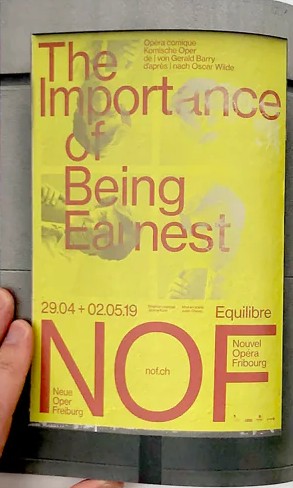 The
Importance
of
Being
Earnest
Opéra comique
Komische Oper
de | von Gerald Barry
d'après | nach Oscar Wilde
29.04 + 02.05.19
Equilibre
NOF
nof.ch
Nouvel
Opéra
Fribourg
Neue
Oper
Freiburg